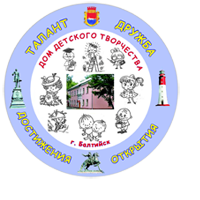 ТАЛАНТ
ДРУЖБА
ДОМ ДЕТСКОГО ТВОРЧЕСТВА
г. Балтийск
ДОСТИЖЕНИЯ
ОТКРЫТИЯ